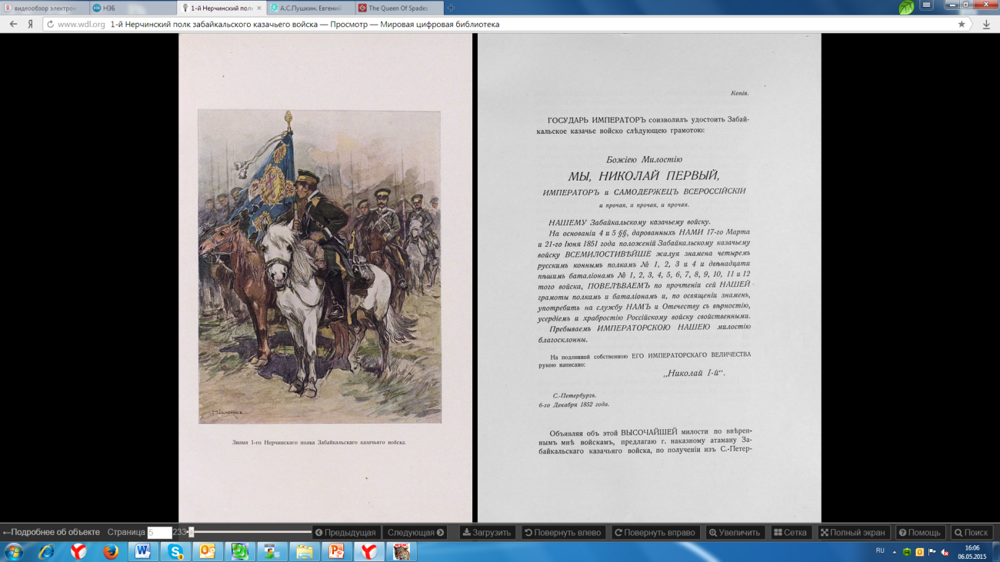 видеообзор электрон
НЭБ
1-й Нерчинский пол
А.С.Пушкин. Евгений
The Queen Of Spades
www.wdl.org 1-й Нерчинский полк забайкальского казачьего войска — Просмотр — Мировая цифровая библиотека
Знамя 1-го Нерчинскаго полка Забайкальскаго казачьяго войска.
Копія.
ГОСУДАРЬ ИМПЕРАТОРЪ соизволилъ удостоить Забай-
кальское казачье войско слѣдующею грамотою:
Божіею Милостію
МЫ, НИКОЛАЙ ПЕРВЫЙ,
ИМПЕРАТОРЪ и САМОДЕРЖЕЦЪ ВСЕРОССІЙСКІЙ
и прочая, и прочая, и прочая.
НАШЕМУ Забайкальскому казачьему войску.
На основаніи 4 и 5 §§, дарованныхъ НАМИ 17-го Марта
и 21-го Іюня 1851 года положеній Забайкальскому казачьему
войску ВСЕМИЛОСТИВѢЙШЕ жалуя знамена четыремъ
русскимъ коннымъ полкамъ № 1, 2, 3 и 4 и двѣнадцати
пѣшимъ баталіонамъ № 1, 2, 3, 4, 5, 6, 7, 8, 9, 10, 11 и 12
того войска, ПОВЕЛѢВАЕМЪ по прочтеніи сей НАШЕЙ
грамоты полкамъ и баталіонамъ и, по освященіи знаменъ,
употребить на службу НАМЪ и Отечеству съ вѣрностію,
усердіемъ и храбростію Россійскому войску свойственными.
Пребываемъ ИМПЕРАТОРСКОЮ НАШЕЮ милостію
благосклонны.
На подлинной собственною ЕГО ИМПЕРАТОРСКАГО ВЕЛИЧЕСТВА
рукою написано:
„Николай І-й“.
С.-Петербургъ.
6-го Декабря 1852 года.
Объявляя объ этой ВЫСОЧАЙШЕЙ милости по ввѣрен-
нымъ мнѣ войскамъ, предлагаю г. наказному атаману За-
байкальскаго казачьяго войска, по полученіи изъ С.-Петер-
←Подробнее об объекте Страница 5 233 Предыдущая Следующая Загрузить Повернуть влево Повернуть вправо Увеличить Сетка Полный экран Помощь Поиск
RU
16:06
06.05.2015